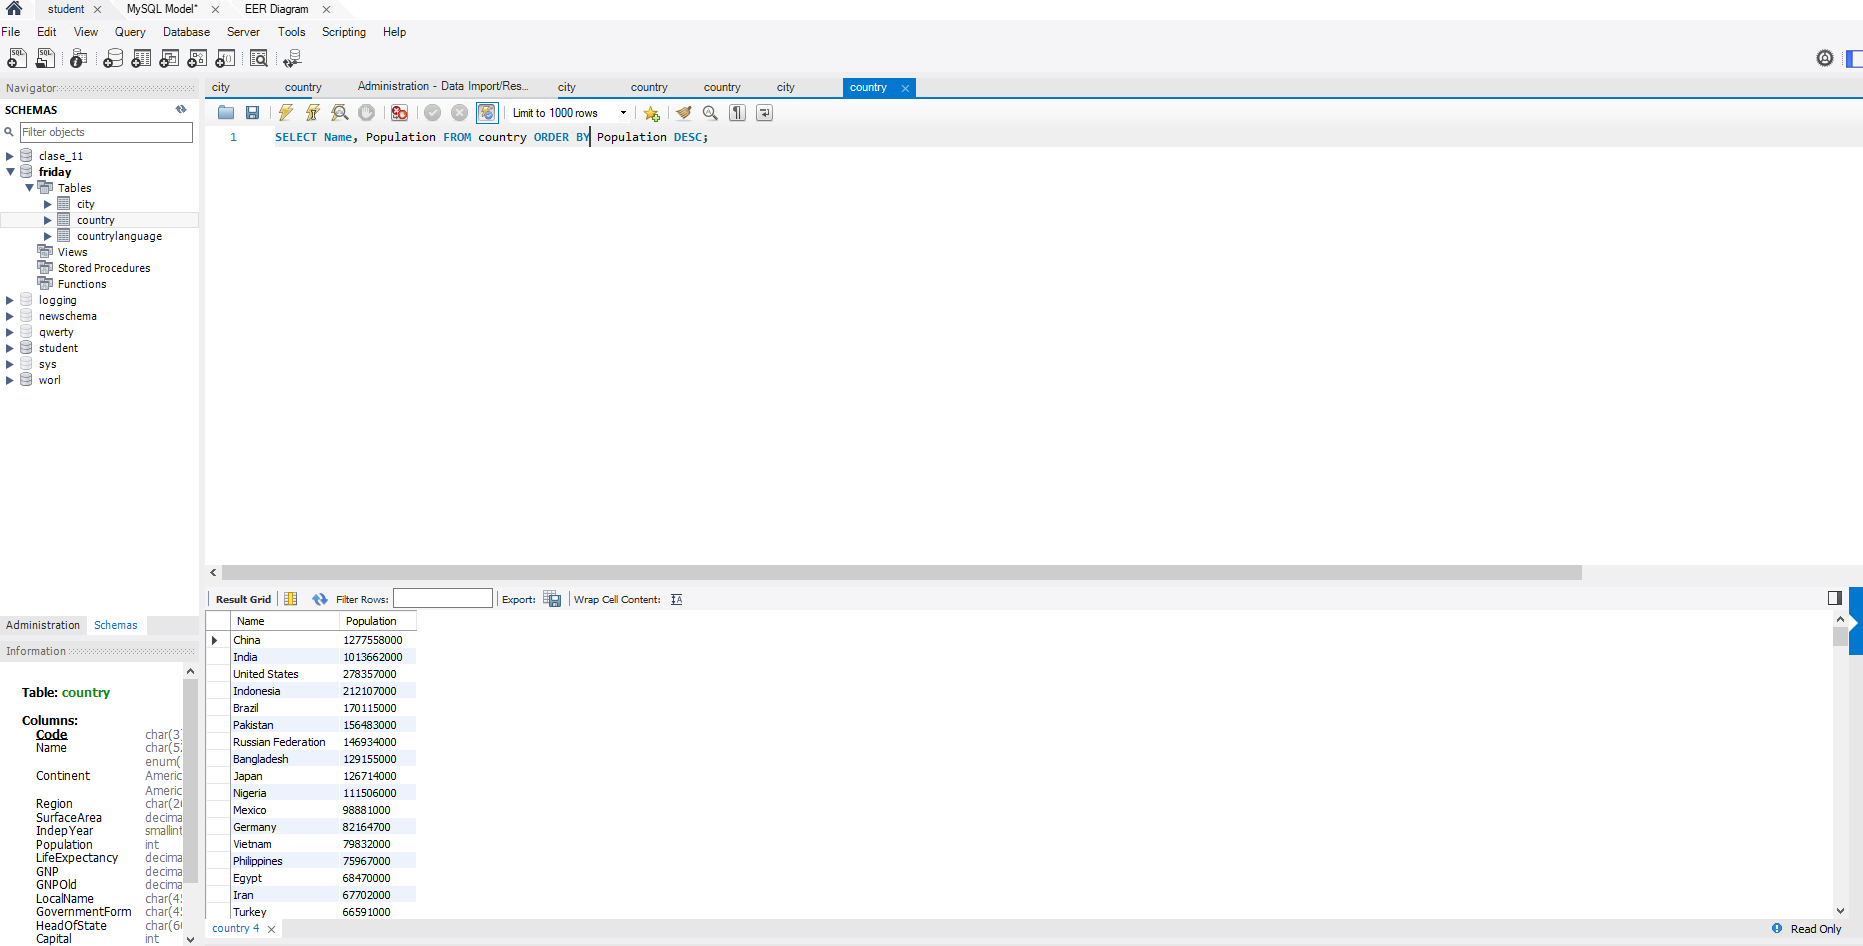 student
MySQL Model*
EER Diagram
File Edit View Query Database Server Tools Scripting Help
Navigator
SCHEMAS
Filter objects
clase_11
friday
Tables
city
country
countrylanguage
Views
Stored Procedures
Functions
logging
newschema
qwerty
student
sys
worl
Administration Schemas
Information
Table: country
Columns:
Code char(3)
Name char(52
enum(
Continent Americ
Americ
Region char(26
SurfaceArea decima
IndepYear smallint
Population int
LifeExpectancy decima
GNP decima
GNPOld decima
LocalName char(45
GovernmentForm char(45
HeadOfState char(60
Capital int
city country Administration - Data Import/Res... city country country city country
Limit to 1000 rows
1 SELECT Name, Population FROM country ORDER BY Population DESC;
Result Grid Filter Rows: Export: Wrap Cell Content:
Name Population
China 1277558000
India 1013662000
United States 278357000
Indonesia 212107000
Brazil 170115000
Pakistan 156483000
Russian Federation 146934000
Bangladesh 129155000
Japan 126714000
Nigeria 111506000
Mexico 98881000
Germany 82164700
Vietnam 79832000
Philippines 75967000
Egypt 68470000
Iran 67702000
Turkey 66591000
country 4
Read Only